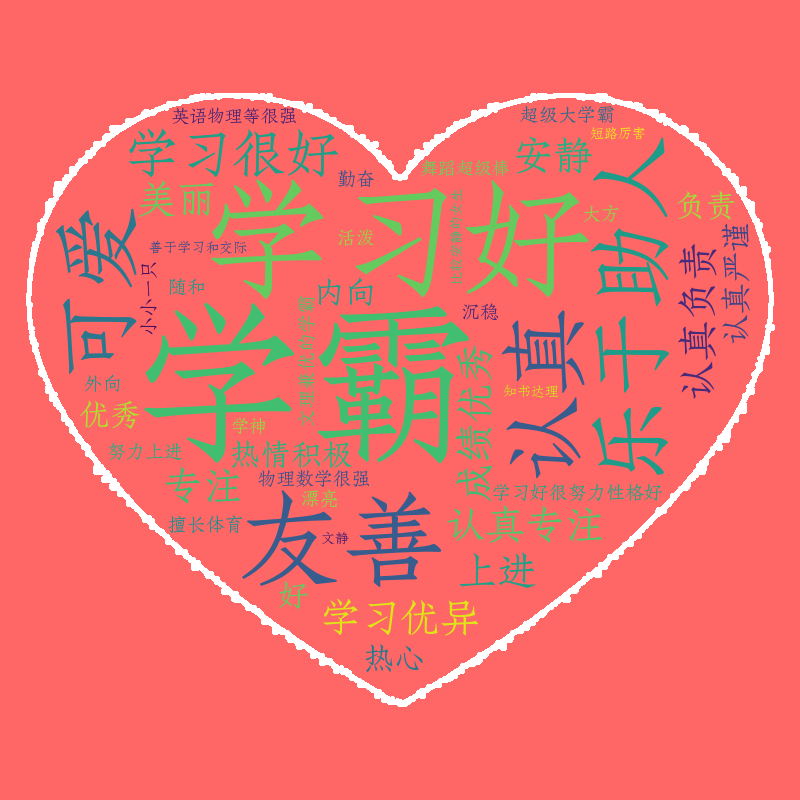 英语物理等很强
超级大学霸
短路厉害
学习很好
安静
舞蹈超级棒
勤奋
美丽
学习好
乐于助人
负责
大方
可爱
活泼
善于学习和交际
认真严谨
认真负责
小小一只
随和
内向
沉稳
学霸
认真
成绩优秀
外向
知书达理
优秀
学神
努力上进
热情积极
专注
物理数学很强
学习好很努力性格好
漂亮
友善
认真专注
擅长体育
文静
上进
好
学习优异
热心